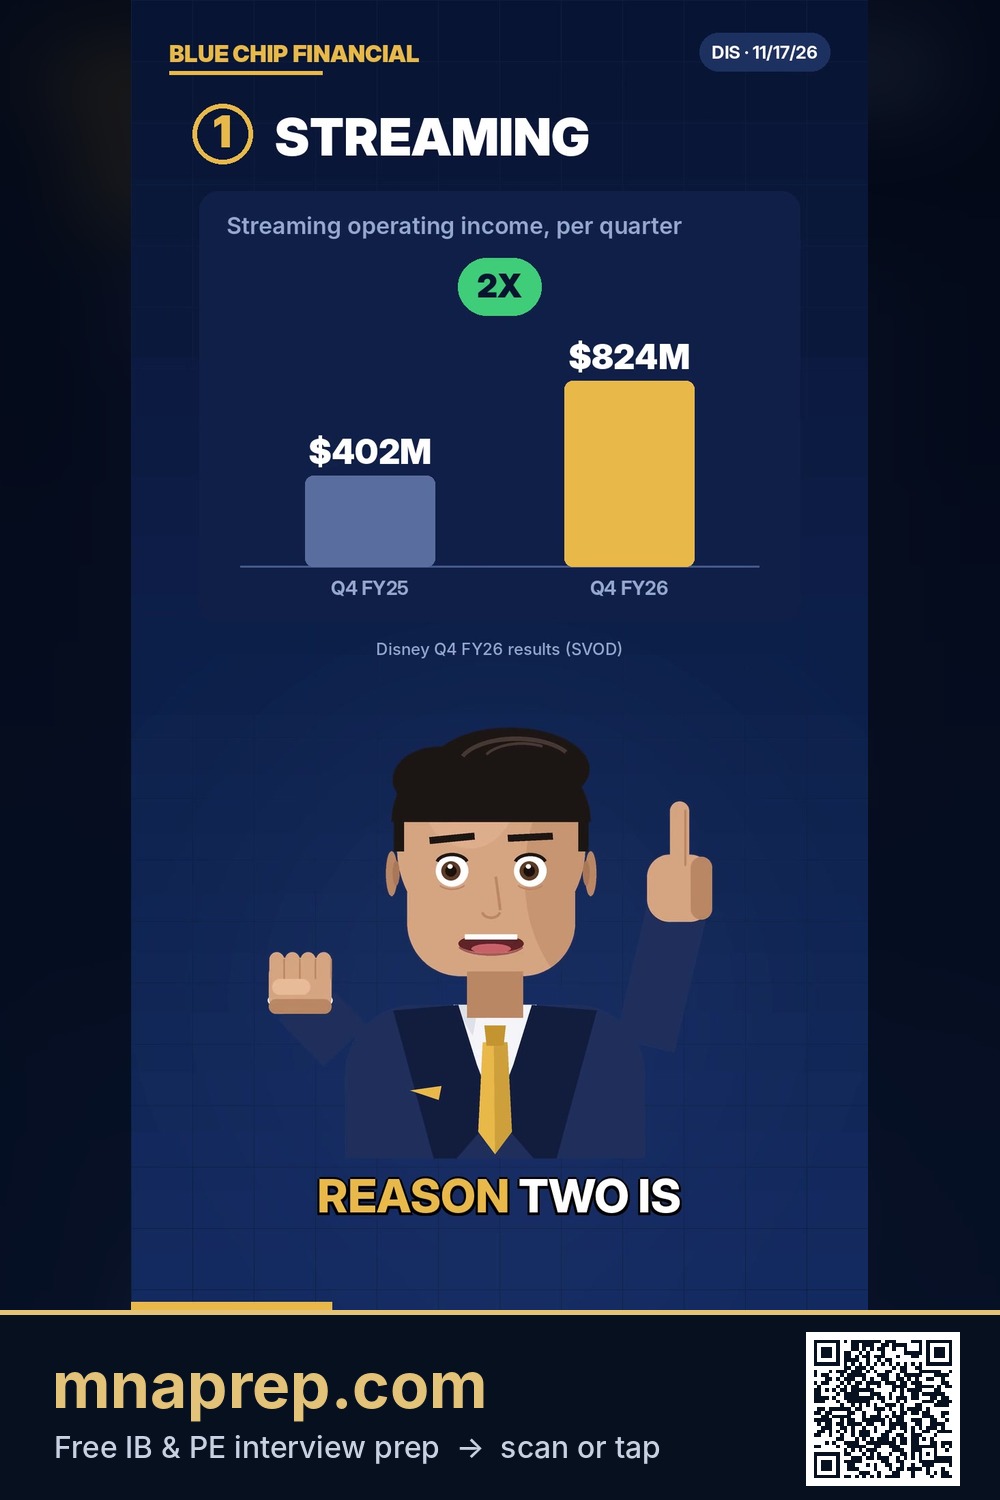 BLUE CHIP FINANCIAL
DIS · 11/17/26
1 STREAMING
Streaming operating income, per quarter
2X
$824M
$402M
Q4 FY25 Q4 FY26
Disney Q4 FY26 results (SVOD)
REASON TWO IS
mnaprep.com
Free IB & PE interview prep → scan or tap